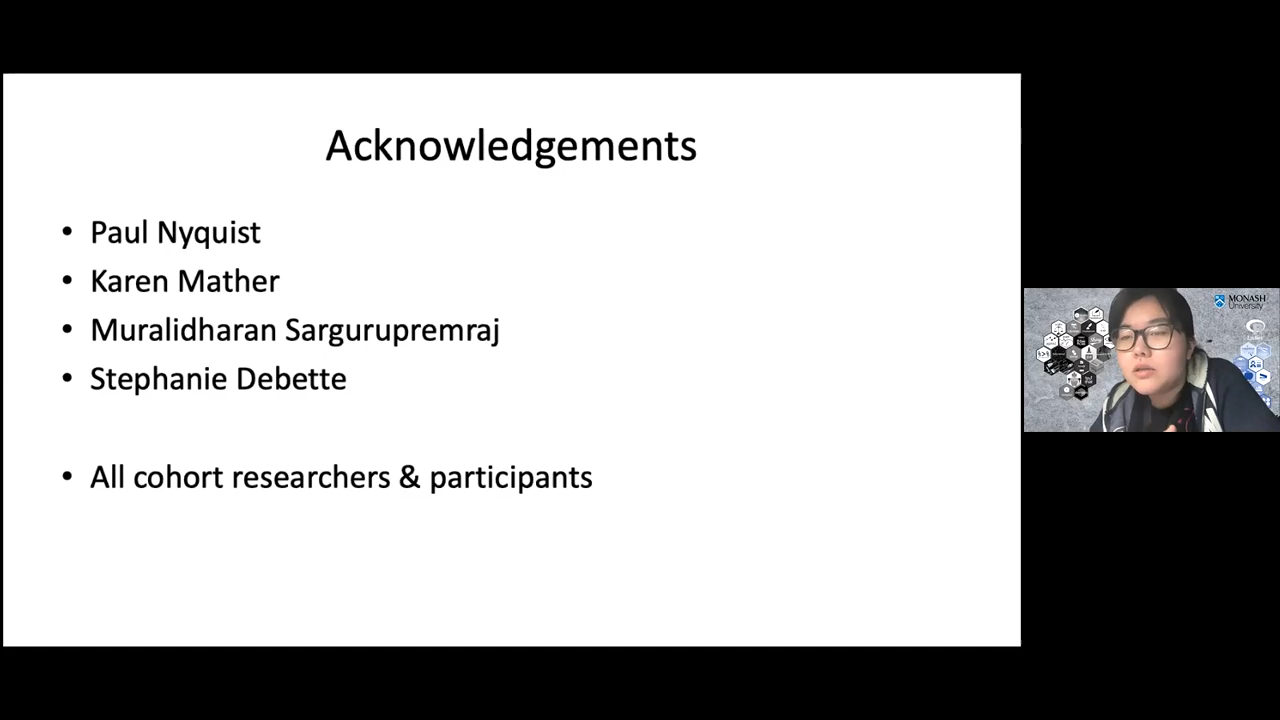 Acknowledgements
• Paul Nyquist
• Karen Mather
• Muralidharan Sargurupremraj
• Stephanie Debette
• All cohort researchers & participants
MONASH
University